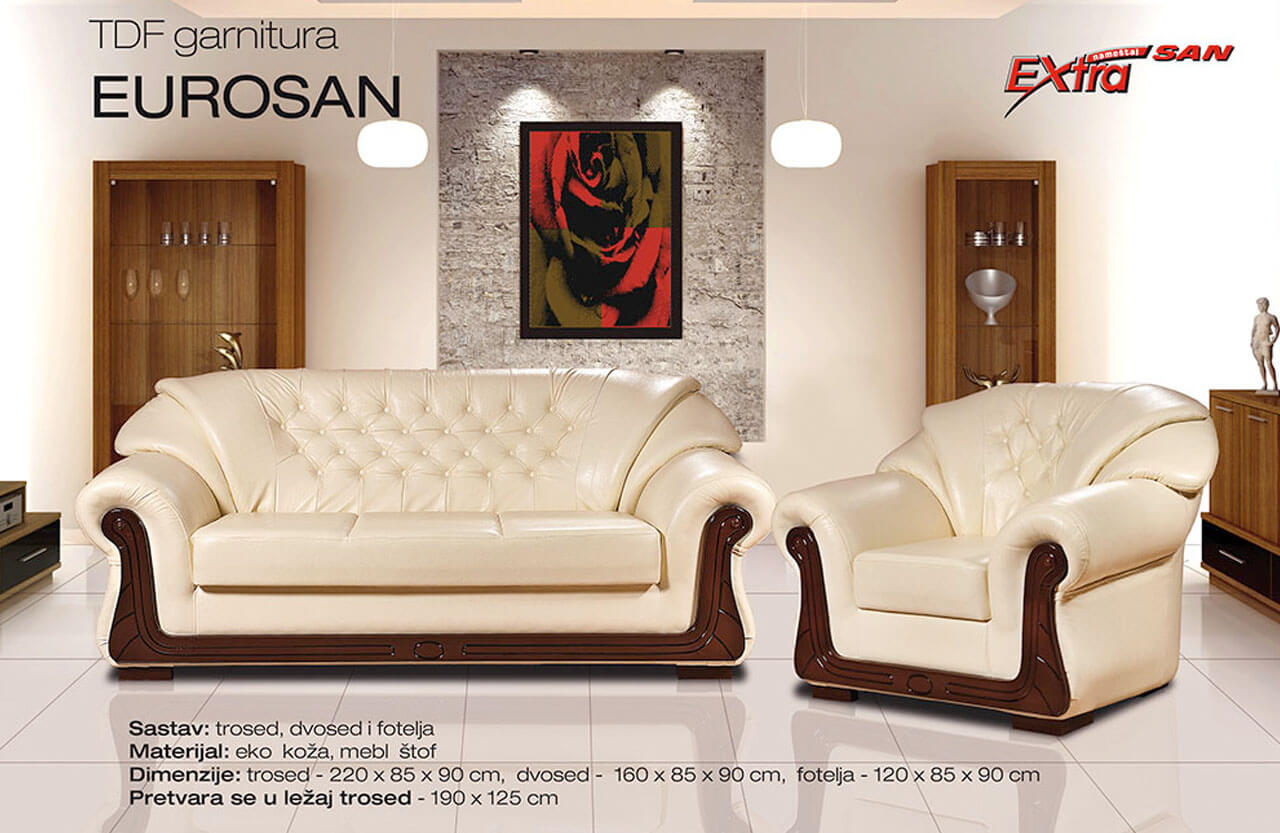 TDF garnitura
EUROSAN
EXtra nameštaj SAN
Sastav: trosed, dvosed i fotelja
Materijal: eko koža, mebl štof
Dimenzije: trosed - 220 x 85 x 90 cm, dvosed - 160 x 85 x 90 cm, fotelja - 120 x 85 x 90 cm
Pretvara se u ležaj trosed - 190 x 125 cm